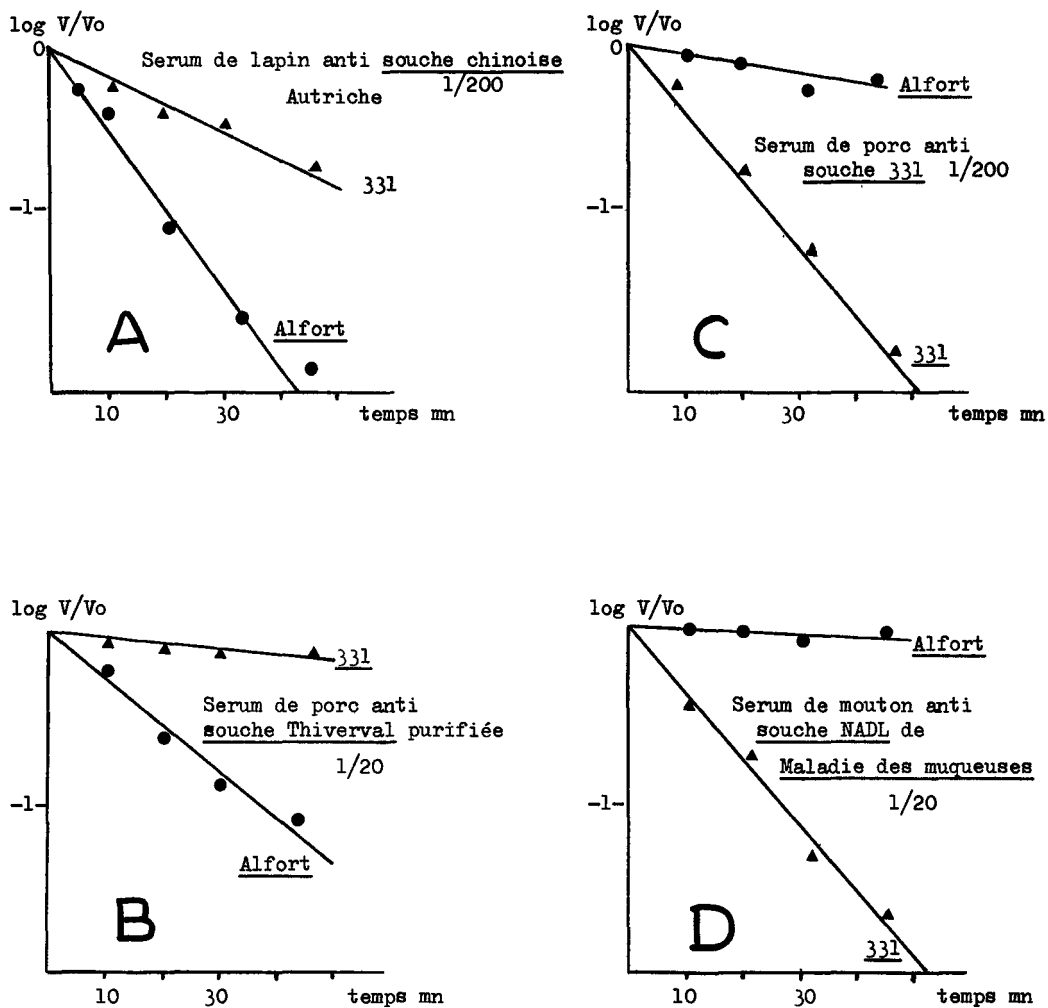 log V/Vo
0
Serum de lapin anti souche chinoise
1/200
Autriche
331
-1-
Alfort
A
10 30 temps mn
log V/Vo
0
Alfort
Serum de porc anti
souche 331 1/200
-1-
C
331
10 30 temps mn
log V/Vo
331
Serum de porc anti
souche Thiverval purifiée
1/20
-1-
Alfort
B
10 30 temps mn
log V/Vo
Alfort
Serum de mouton anti
souche NADL de
Maladie des muqueuses
1/20
-1-
D
331
10 30 temps mn